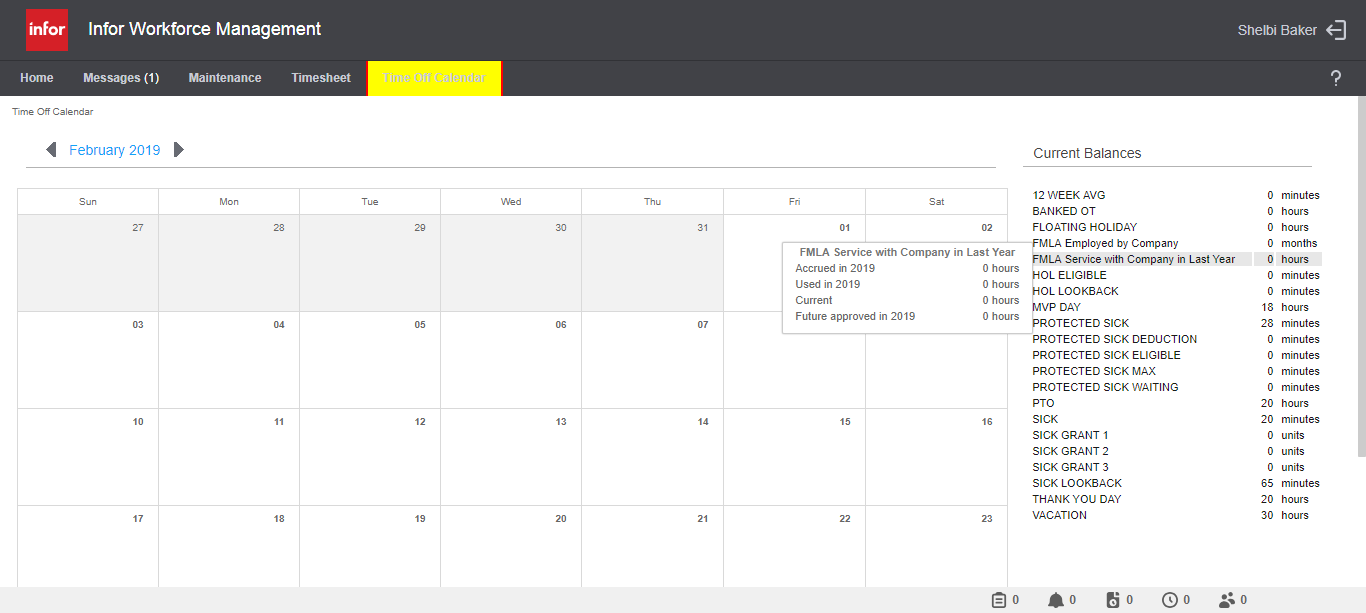 infor
Infor Workforce Management
Shelbi Baker
Home Messages (1) Maintenance Timesheet Time Off Calendar ?
Time Off Calendar
February 2019
Sun Mon Tue Wed Thu Fri Sat
27 28 29 30 31 01 02
FMLA Service with Company in Last Year
Accrued in 2019 0 hours
Used in 2019 0 hours
Current 0 hours
Future approved in 2019 0 hours
03 04 05 06 07
10 11 12 13 14 15 16
17 18 19 20 21 22 23
Current Balances
12 WEEK AVG 0 minutes
BANKED OT 0 hours
FLOATING HOLIDAY 0 hours
FMLA Employed by Company 0 months
FMLA Service with Company in Last Year 0 hours
HOL ELIGIBLE 0 minutes
HOL LOOKBACK 0 minutes
MVP DAY 18 hours
PROTECTED SICK 28 minutes
PROTECTED SICK DEDUCTION 0 minutes
PROTECTED SICK ELIGIBLE 0 minutes
PROTECTED SICK MAX 0 minutes
PROTECTED SICK WAITING 0 minutes
PTO 20 hours
SICK 20 minutes
SICK GRANT 1 0 units
SICK GRANT 2 0 units
SICK GRANT 3 0 units
SICK LOOKBACK 65 minutes
THANK YOU DAY 20 hours
VACATION 30 hours
0 0 0 0 0